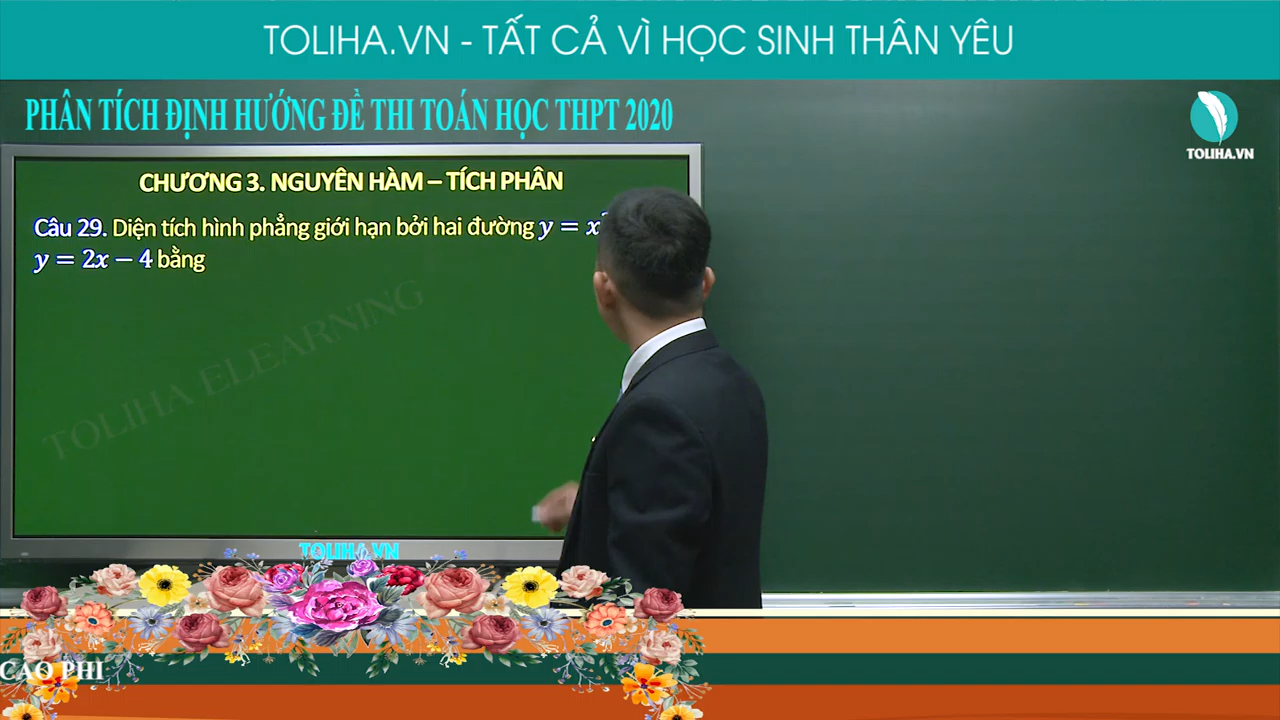 TOLIHA.VN - TẤT CẢ VÌ HỌC SINH THÂN YÊU
PHÂN TÍCH ĐỊNH HƯỚNG ĐỀ THI TOÁN HỌC THPT 2020
TOLIHA.VN
CHƯƠNG 3. NGUYÊN HÀM – TÍCH PHÂN
Câu 29. Diện tích hình phẳng giới hạn bởi hai đường y = x
y = 2x − 4 bằng
TOLIHA ELEARNING
TOLIHA.VN
CAO PHI